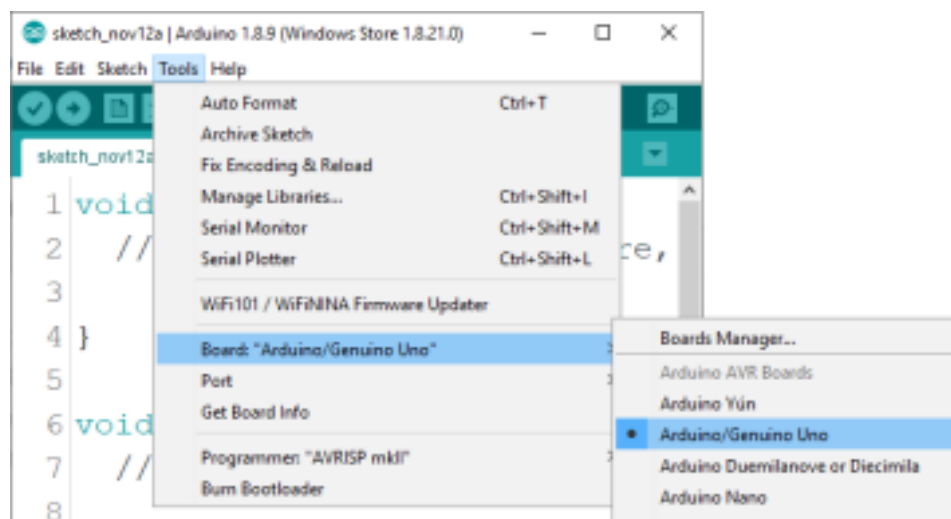 sketch_nov12a | Arduino 1.8.9 (Windows Store 1.8.21.0)
File Edit Sketch Tools Help
sketch_nov12a
Auto Format Ctrl+T
Archive Sketch
Fix Encoding & Reload
Manage Libraries... Ctrl+Shift+I
Serial Monitor Ctrl+Shift+M
Serial Plotter Ctrl+Shift+L
WiFi101 / WiFiNINA Firmware Updater
Board: "Arduino/Genuino Uno"
Port
Get Board Info
Programmer: "AVRISP mkII"
Burn Bootloader
Boards Manager...
Arduino AVR Boards
Arduino Yún
Arduino/Genuino Uno
Arduino Duemilanove or Diecimila
Arduino Nano
1 void
2 // re,
3
4 }
5
6 void
7 //
8